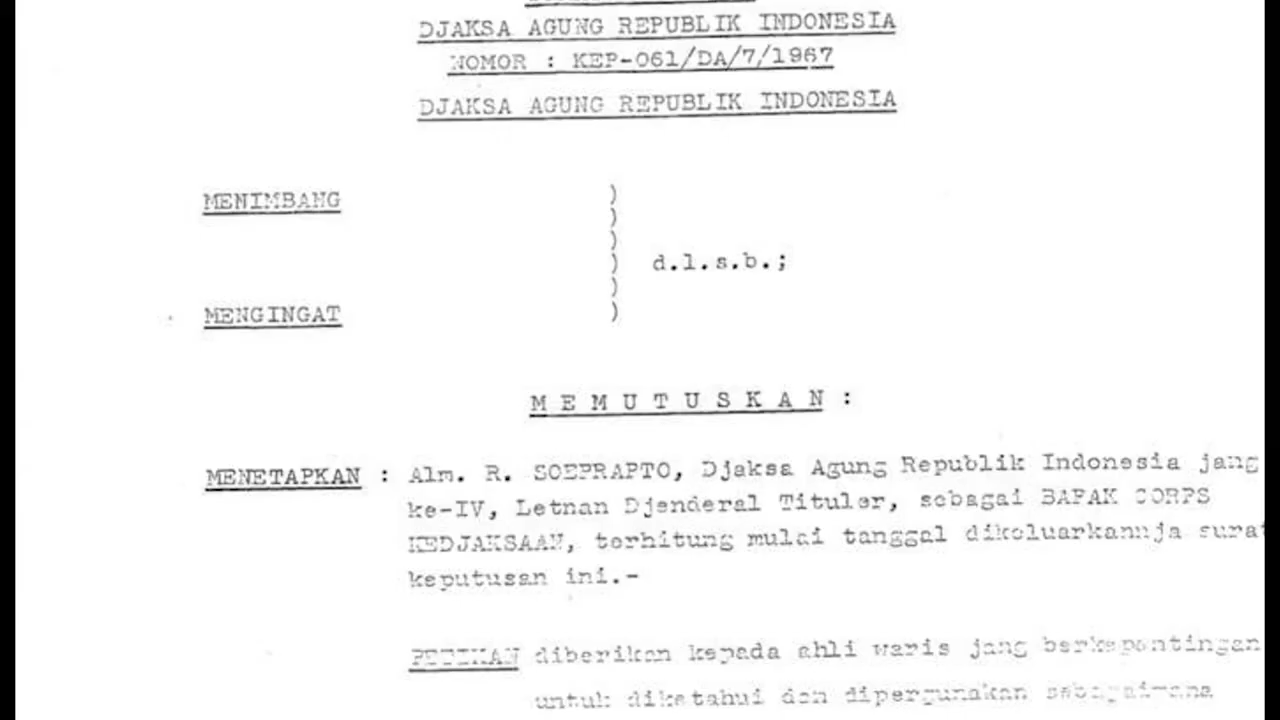 DJAKSA AGUNG REPUBLIK INDONESIA
NOMOR : KEP-061/DA/7/1967
DJAKSA AGUNG REPUBLIK INDONESIA
MENIMBANG )
)
)
) d.l.s.b.;
)
MENGINGAT )
M E M U T U S K A N :
MENETAPKAN : Alm. R. SOEPRAPTO, Djaksa Agung Republik Indonesia jang
ke-IV, Letnan Djenderal Tituler, sebagai BAPAK CORPS
KEDJAKSAAN, terhitung mulai tanggal dikeluarkannja surat
keputusan ini.-
PETIKAN diberikan kepada ahli waris jang berkepentingan
untuk diketahui dan dipergunakan sebagaimana